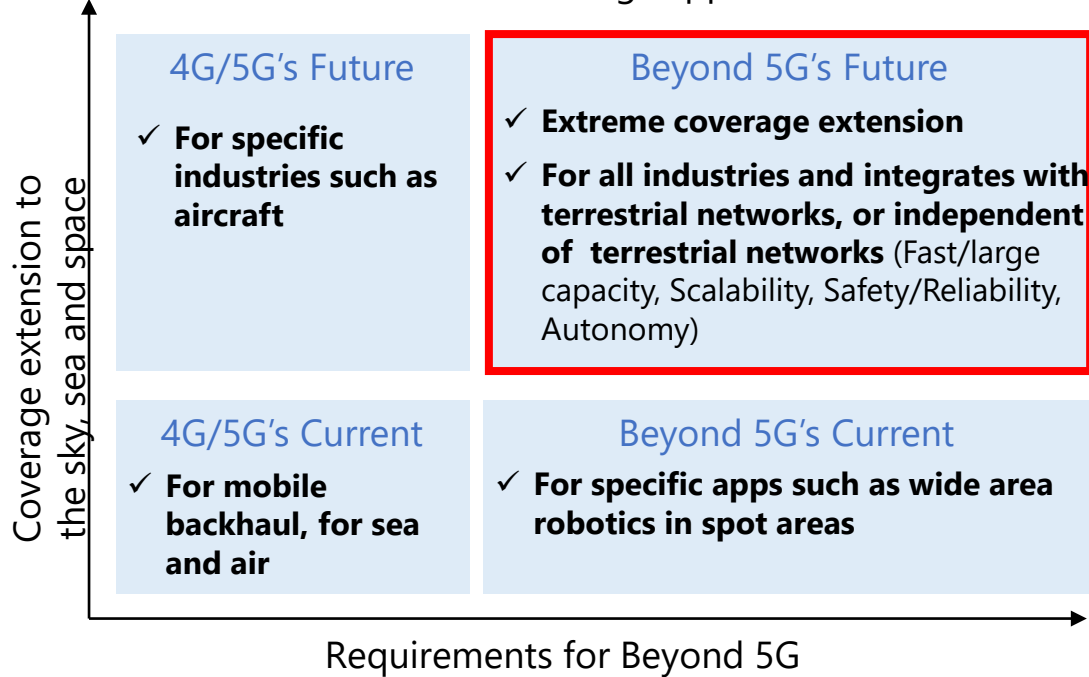 4G/5G's Future
✓ For specific
industries such as
aircraft
Beyond 5G's Future
✓ Extreme coverage extension
✓ For all industries and integrates with
terrestrial networks, or independent
of terrestrial networks (Fast/large
capacity, Scalability, Safety/Reliability,
Autonomy)
4G/5G's Current
✓ For mobile
backhaul, for sea
and air
Beyond 5G's Current
✓ For specific apps such as wide area
robotics in spot areas
Coverage extension to
the sky, sea and space
Requirements for Beyond 5G